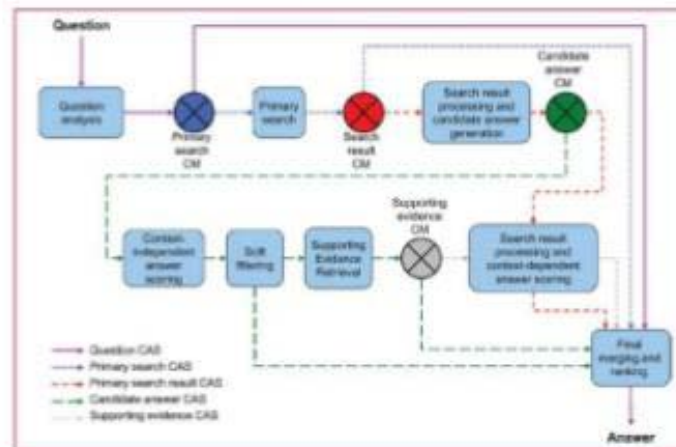 Question
Candidate
answer
CM
Question
analysis
Primary
search
CM
Primary
search
Search
result
CM
Search result
processing and
candidate answer
generation
Supporting
evidence
CM
Context-
independent
answer
scoring
Soft
filtering
Supporting
Evidence
Retrieval
Search result
processing and
context-dependent
answer scoring
Final
merging and
ranking
Question CAS
Primary search CAS
Primary search result CAS
Candidate answer CAS
Supporting evidence CAS
Answer